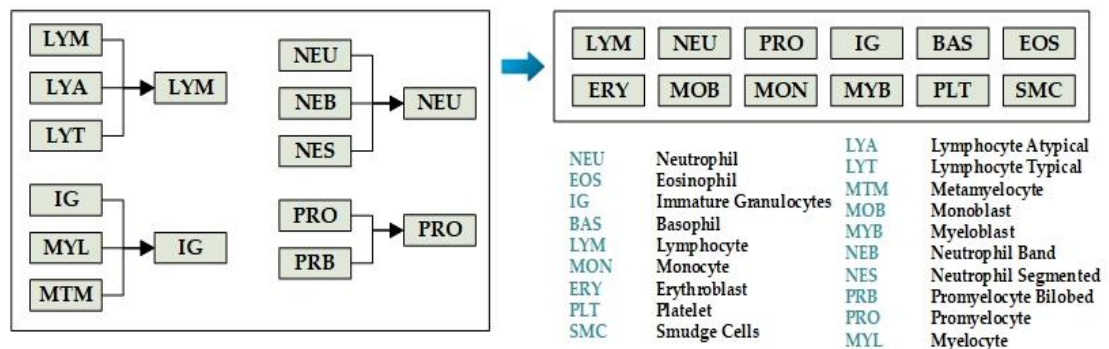 LYM
LYA
LYT
LYM
NEU
NEB
NES
NEU
IG
MYL
MTM
IG
PRO
PRB
PRO
LYM NEU PRO IG BAS EOS
ERY MOB MON MYB PLT SMC
NEU Neutrophil
EOS Eosinophil
IG Immature Granulocytes
BAS Basophil
LYM Lymphocyte
MON Monocyte
ERY Erythroblast
PLT Platelet
SMC Smudge Cells
LYA Lymphocyte Atypical
LYT Lymphocyte Typical
MTM Metamyelocyte
MOB Monoblast
MYB Myeloblast
NEB Neutrophil Band
NES Neutrophil Segmented
PRB Promyelocyte Bilobed
PRO Promyelocyte
MYL Myelocyte